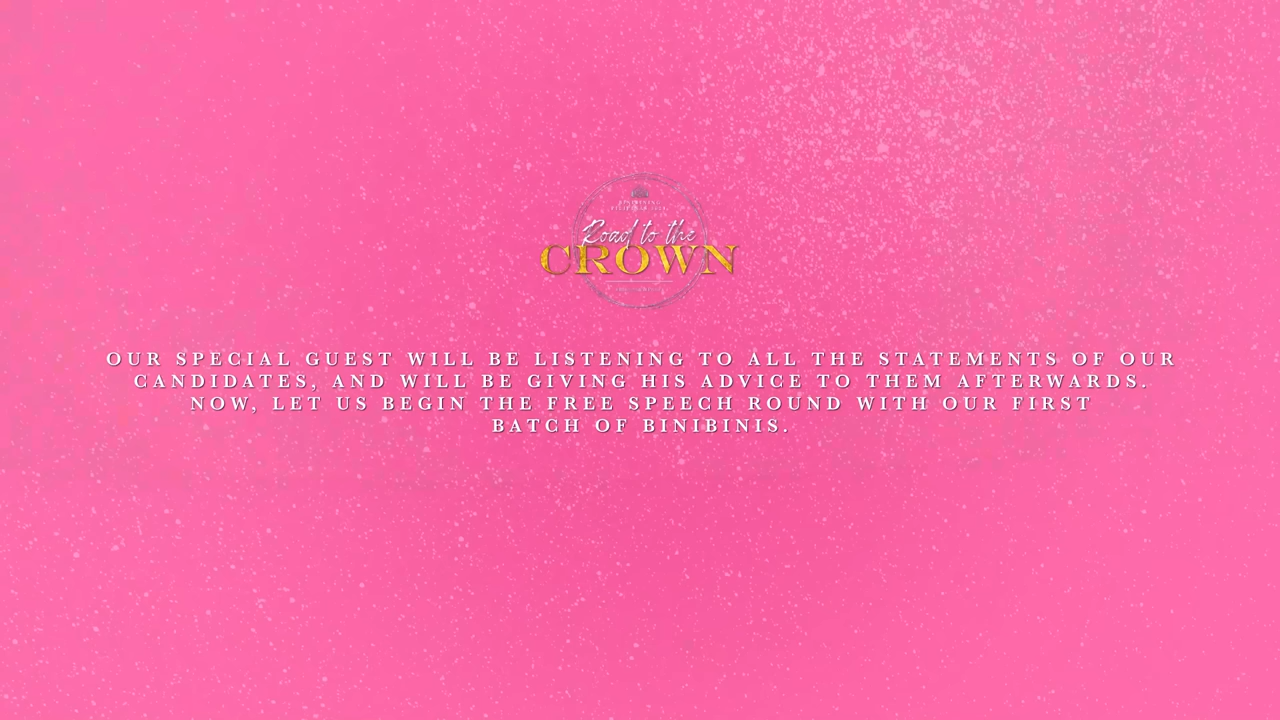 BINIBINING
Road to the
CROWN
OUR SPECIAL GUEST WILL BE LISTENING TO ALL THE STATEMENTS OF OUR
CANDIDATES, AND WILL BE GIVING HIS ADVICE TO THEM AFTERWARDS.
NOW, LET US BEGIN THE FREE SPEECH ROUND WITH OUR FIRST
BATCH OF BINIBINIS.